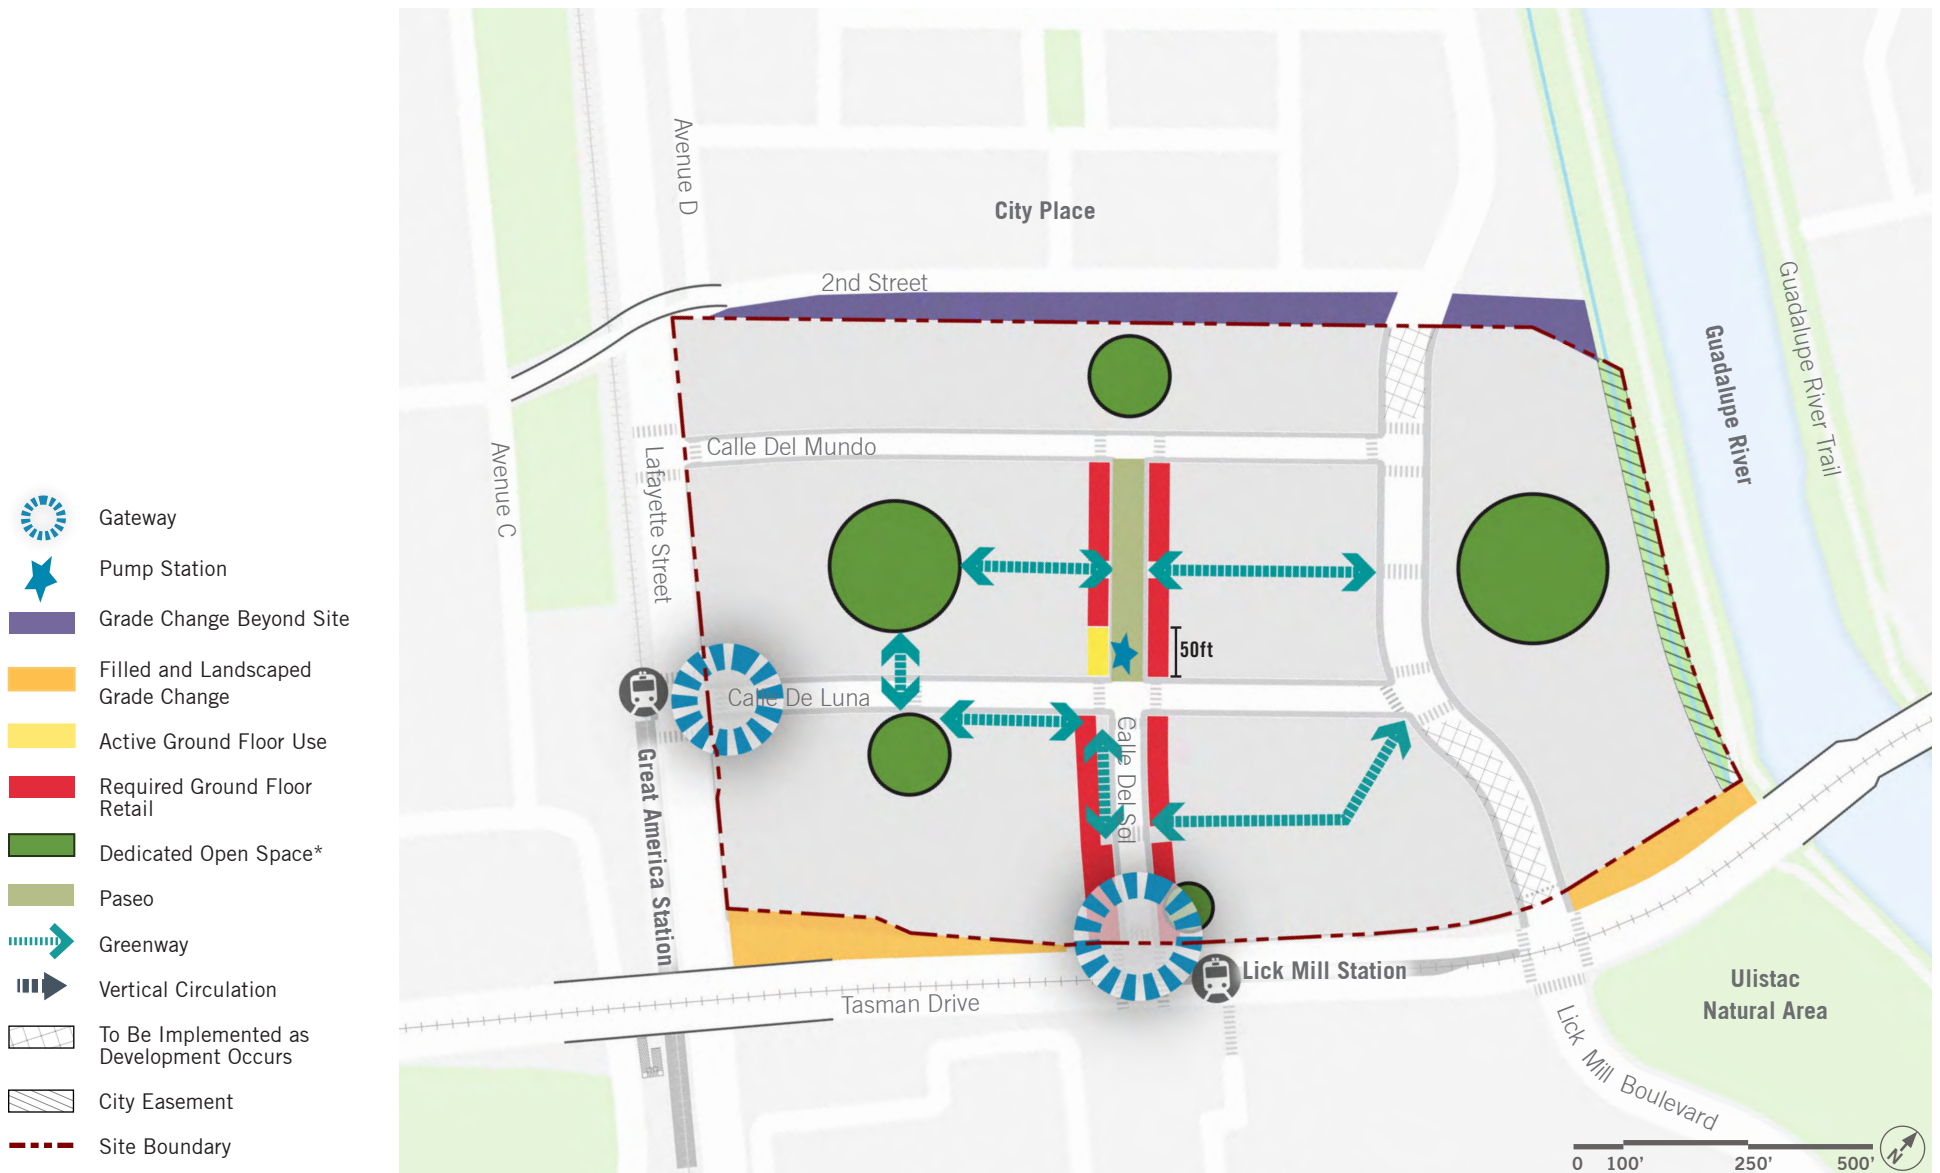 Gateway
Pump Station
Grade Change Beyond Site
Filled and Landscaped
Grade Change
Active Ground Floor Use
Required Ground Floor
Retail
Dedicated Open Space*
Paseo
Greenway
Vertical Circulation
To Be Implemented as
Development Occurs
City Easement
Site Boundary
Avenue D
City Place
2nd Street
Guadalupe River Trail
Guadalupe River
Avenue C
Lafayette Street
Calle Del Mundo
50ft
Calle De Luna
Calle Del Sol
Great America Station
Lick Mill Station
Tasman Drive
Ulistac
Natural Area
Lick Mill Boulevard
0 100' 250' 500'
N